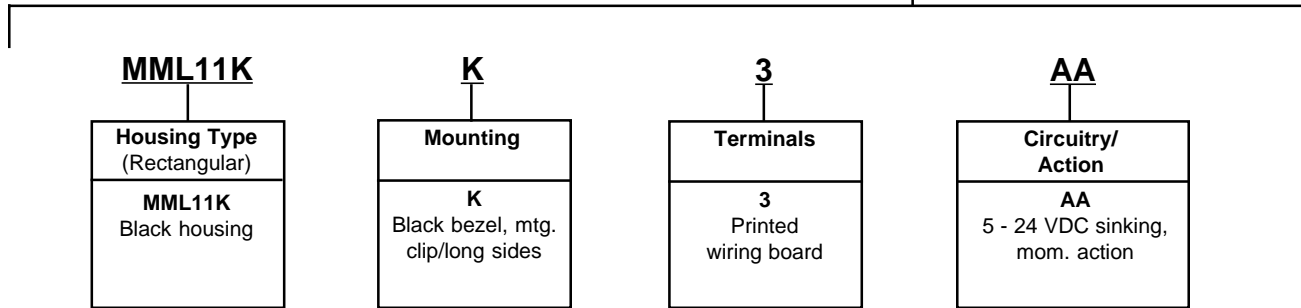 MML11K K 3 AA
Housing Type
(Rectangular)
MML11K
Black housing
Mounting
K
Black bezel, mtg.
clip/long sides
Terminals
3
Printed
wiring board
Circuitry/
Action
AA
5 - 24 VDC sinking,
mom. action